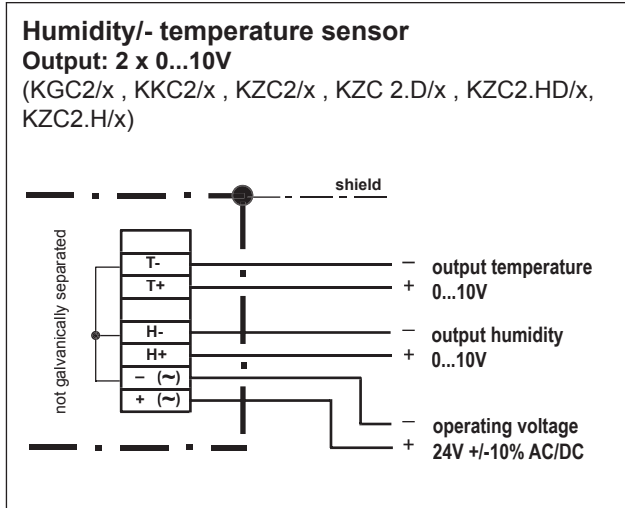 Humidity/- temperature sensor
Output: 2 x 0...10V
(KGC2/x , KKC2/x , KZC2/x , KZC 2.D/x , KZC2.HD/x,
KZC2.H/x)
shield
not galvanically separated
T-
T+
H-
H+
– (~)
+ (~)
– output temperature
+ 0...10V
– output humidity
+ 0...10V
– operating voltage
+ 24V +/-10% AC/DC